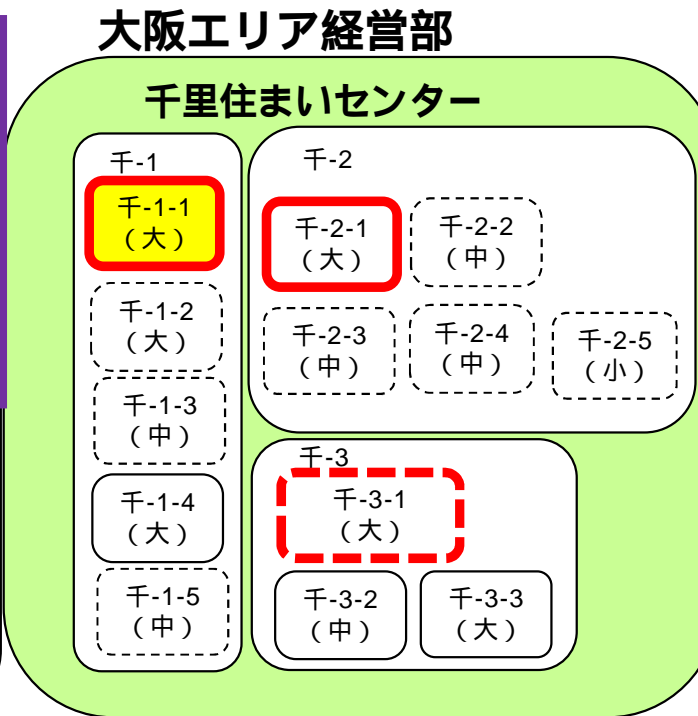 大阪エリア経営部
千里住まいセンター
千-1
千-1-1
（大）
千-1-2
（大）
千-1-3
（中）
千-1-4
（大）
千-1-5
（中）
千-2
千-2-1
（大）
千-2-2
（中）
千-2-3
（中）
千-2-4
（中）
千-2-5
（小）
千-3
千-3-1
（大）
千-3-2
（中）
千-3-3
（大）